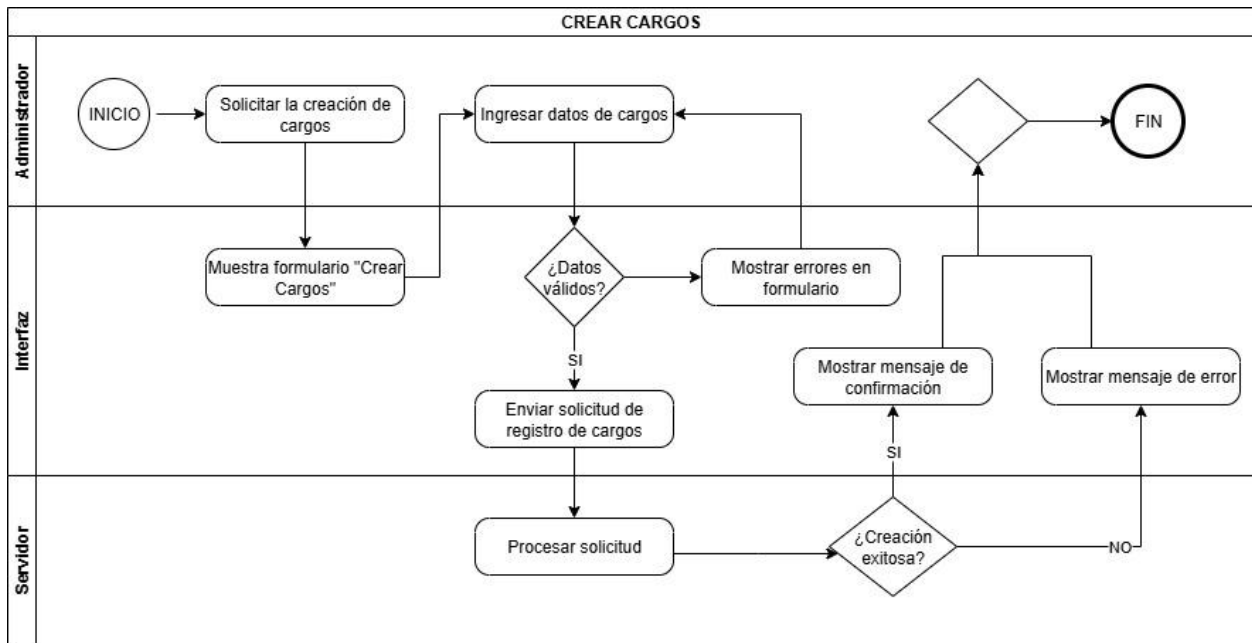 CREAR CARGOS
Administrador
INICIO
Solicitar la creación de
cargos
Ingresar datos de cargos
FIN
Interfaz
Muestra formulario "Crear
Cargos"
¿Datos
válidos?
Mostrar errores en
formulario
SI
Mostrar mensaje de
confirmación
Mostrar mensaje de error
Enviar solicitud de
registro de cargos
SI
Servidor
Procesar solicitud
¿Creación
exitosa?
NO